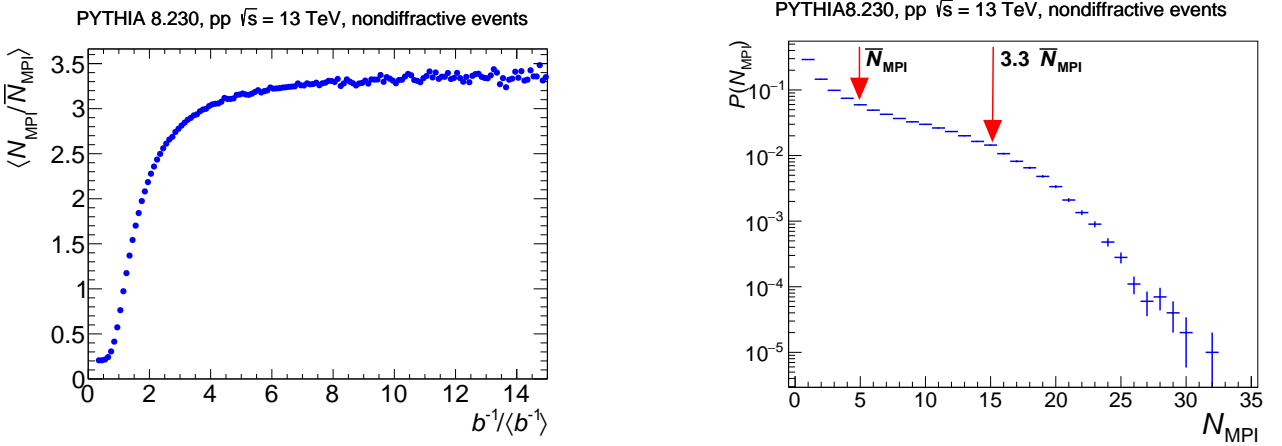 PYTHIA 8.230, pp √s = 13 TeV, nondiffractive events
⟨N_MPI/N̅_MPI⟩
3.5
3
2.5
2
1.5
1
0.5
0
0 2 4 6 8 10 12 14
b⁻¹/⟨b⁻¹⟩
PYTHIA8.230, pp √s = 13 TeV, nondiffractive events
P(N_MPI)
N̅_MPI
3.3 N̅_MPI
10⁻¹
10⁻²
10⁻³
10⁻⁴
10⁻⁵
0 5 10 15 20 25 30 35
N_MPI